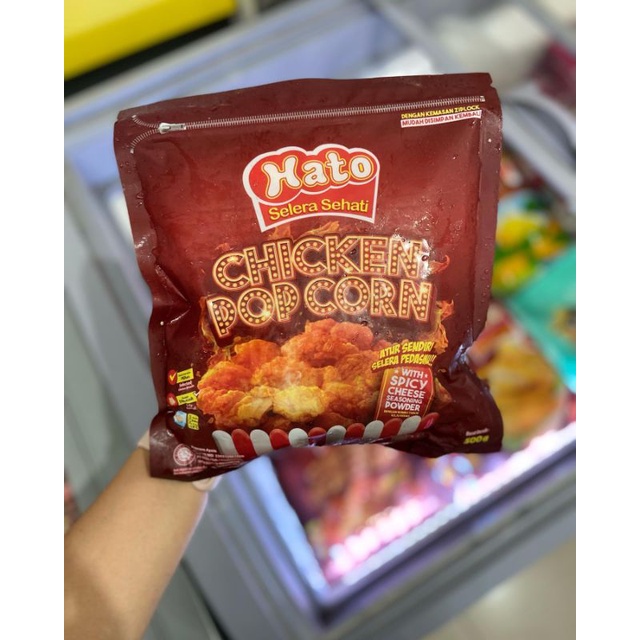 DENGAN KEMASAN ZIPLOCK
MUDAH DISIMPAN KEMBALI
Hato
Selera Sehati
CHICKEN
POP CORN
ATUR SENDIRI
SELERA PEDASMU!!!
WITH
SPICY
CHEESE
SEASONING
POWDER
500g